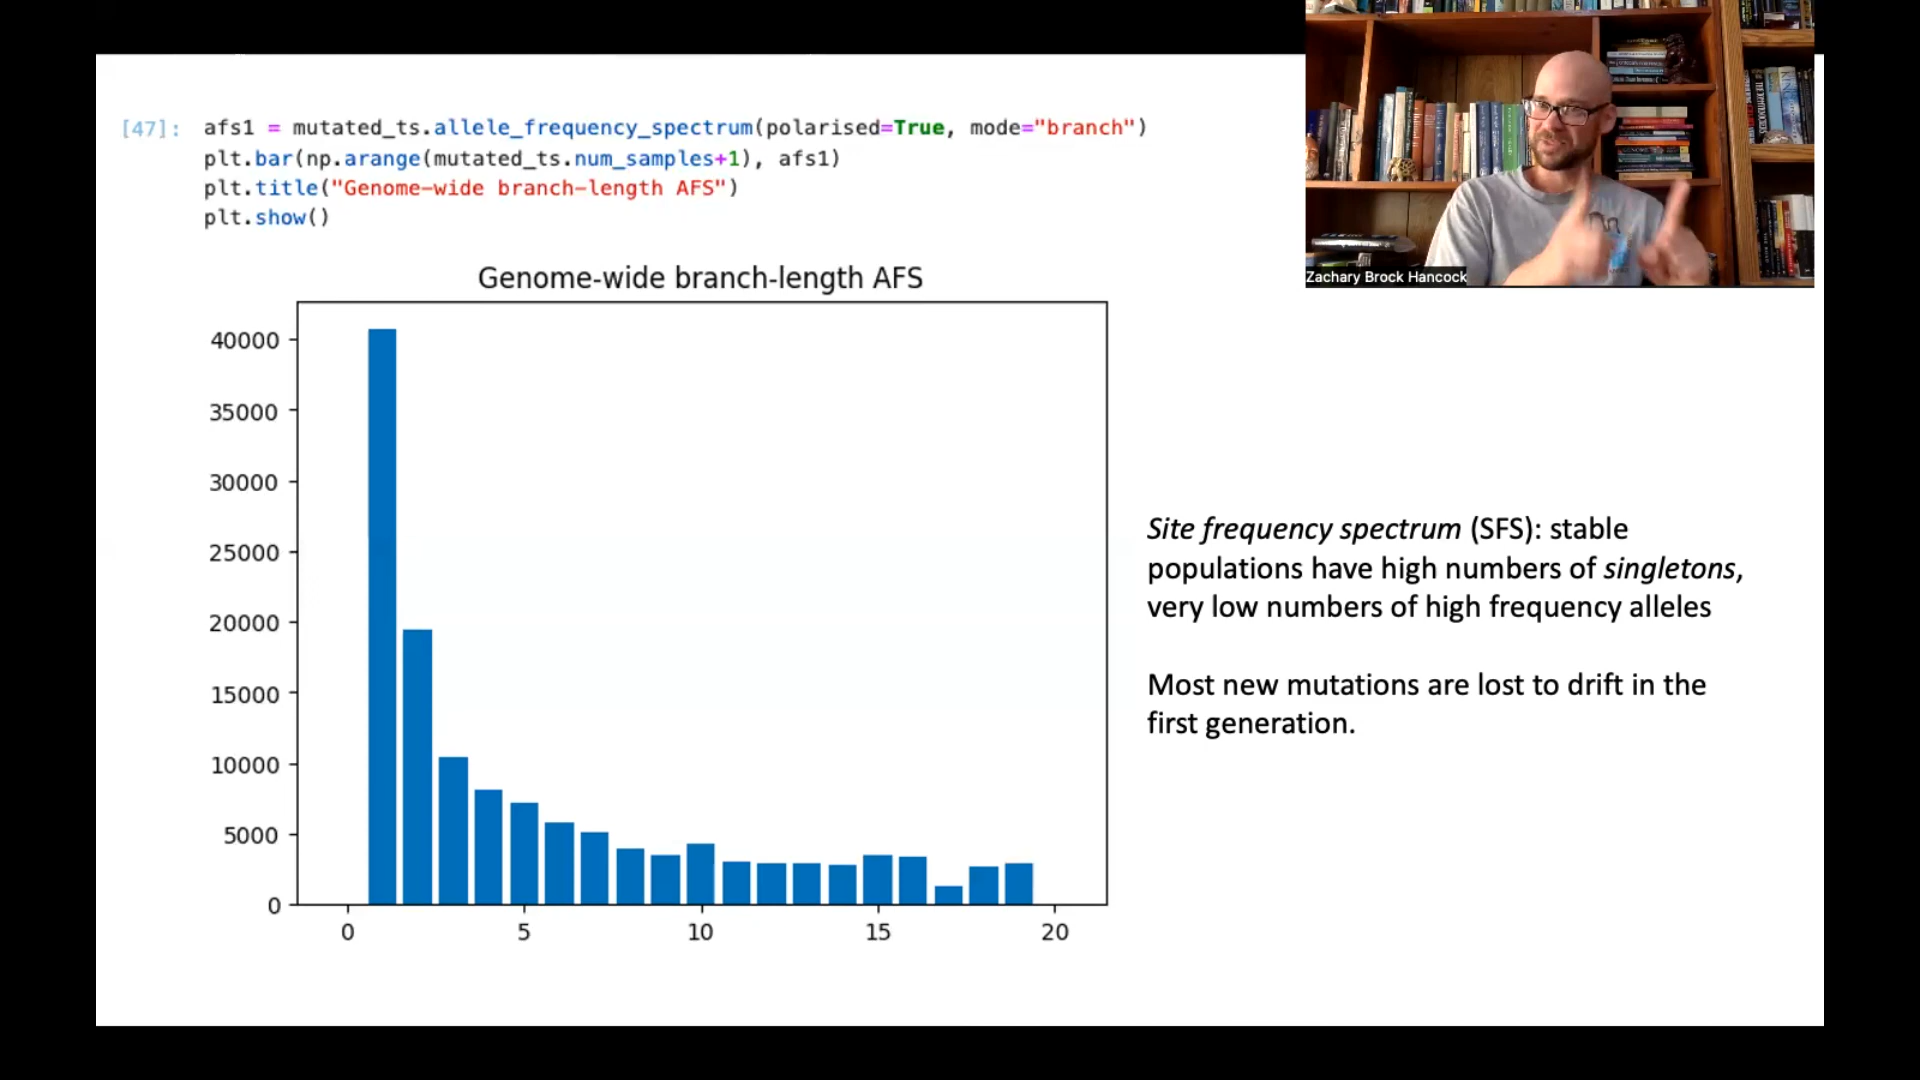 [47]: afs1 = mutated_ts.allele_frequency_spectrum(polarised=True, mode="branch")
plt.bar(np.arange(mutated_ts.num_samples+1), afs1)
plt.title("Genome-wide branch-length AFS")
plt.show()
Zachary Brock Hancock
Genome-wide branch-length AFS
40000
35000
30000
25000
20000
15000
10000
5000
0
0 5 10 15 20
Site frequency spectrum (SFS): stable
populations have high numbers of singletons,
very low numbers of high frequency alleles
Most new mutations are lost to drift in the
first generation.